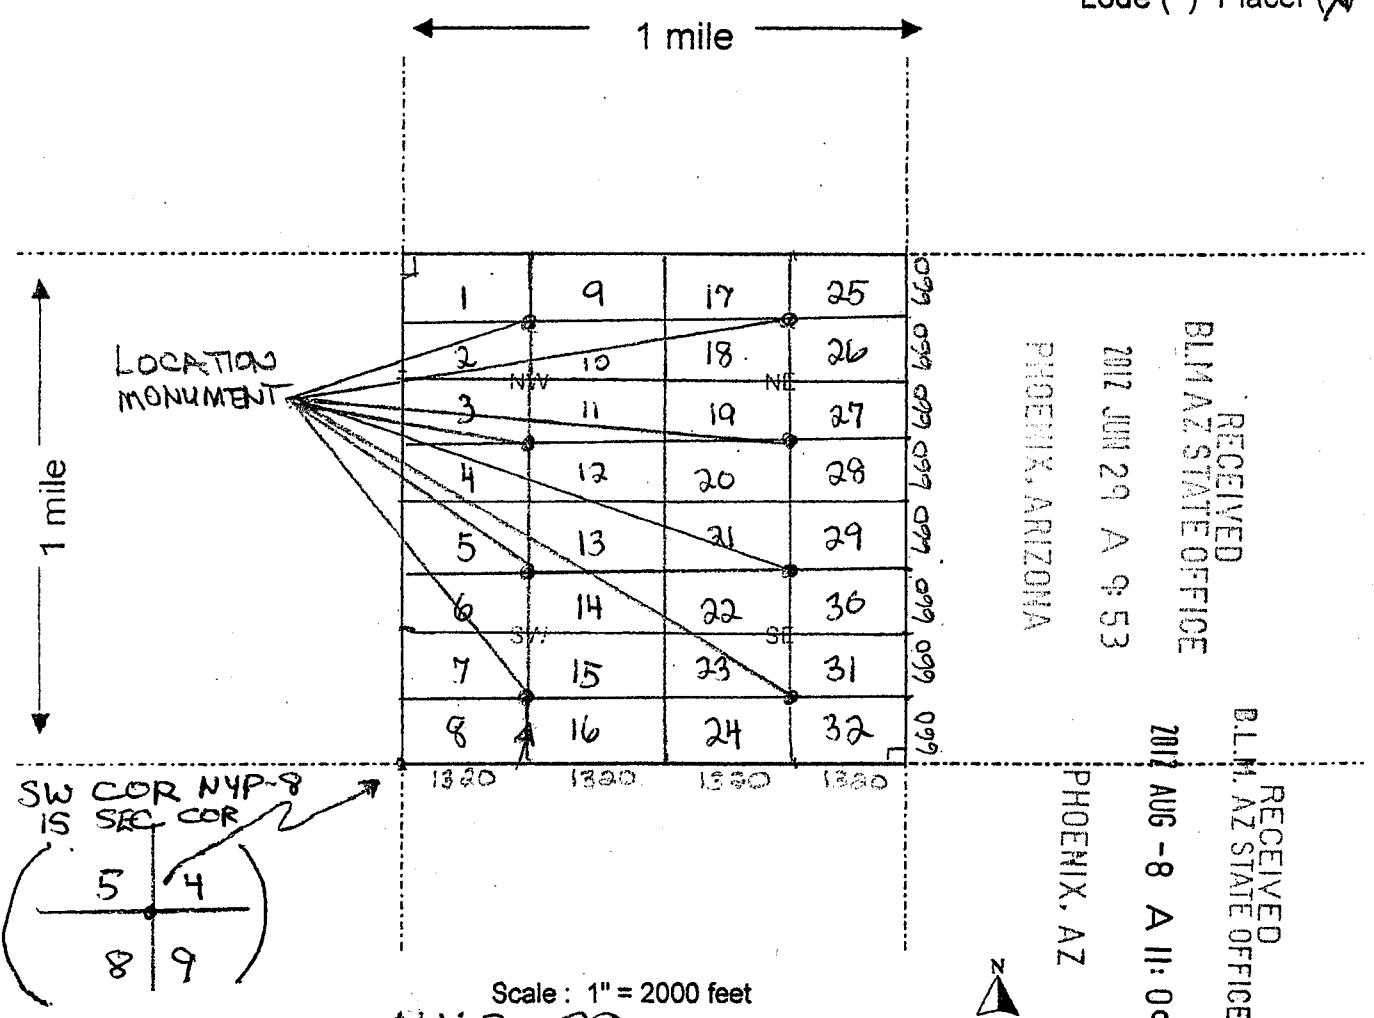 Lode ( ) Placer (X)
1 mile
1 9 17 25 660
2 10 18 26 660
NW NE
3 11 19 27 660
4 12 20 28 660
5 13 21 29 660
6 14 22 30 660
SW SE
7 15 23 31 660
8 16 24 32 660
1320 1320 1320 1320
LOCATION
MONUMENT
1 mile
SW COR NYP-8
IS SEC COR
5 4
8 9
Scale : 1" = 2000 feet
N
RECEIVED
BLM AZ STATE OFFICE
2012 JUN 29 A 9:53
PHOENIX, ARIZONA
RECEIVED
B.L.M. AZ STATE OFFICE
2012 AUG -8 A 11: 0
PHOENIX, AZ